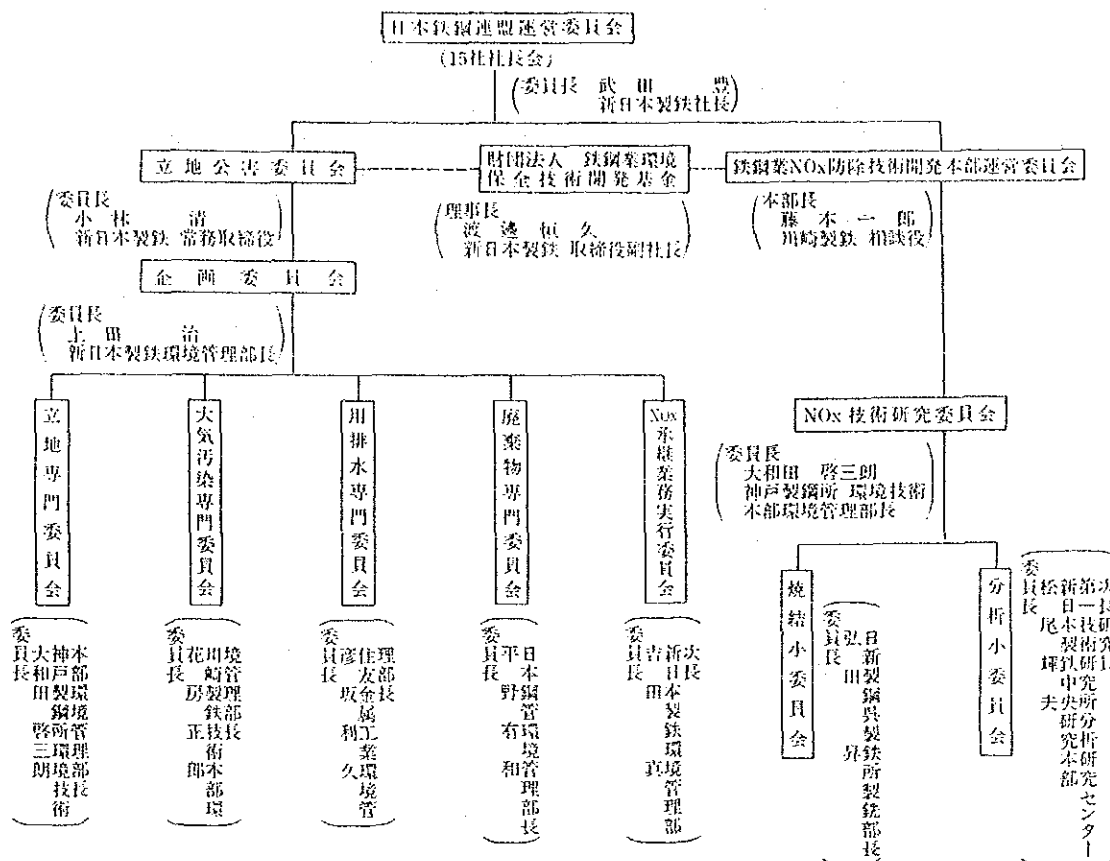 日本鉄鋼連盟運営委員会
(15社社長会)
委員長 武田 豊
新日本製鉄社長
立地公害委員会
財団法人 鉄鋼業環境
保全技術開発基金
鉄鋼業NOx防除技術開発本部運営委員会
委員長
小林 清
新日本製鉄 常務取締役
理事長
渡邊恒久
新日本製鉄 取締役副社長
本部長
藤本一郎
川崎製鉄 相談役
企画委員会
委員長
上田 治
新日本製鉄環境管理部長
立地専門委員会
大気汚染専門委員会
用排水専門委員会
廃棄物専門委員会
NOx承継業務実行委員会
NOx技術研究委員会
委員長
大和田 啓三朗
神戸製鋼所 環境技術
本部環境管理部長
焼結小委員会
分析小委員会
委員長
大和田 啓三朗
神戸製鋼所環境技術
本部環境管理部長
委員長
花房正郎
川崎製鉄技術本部環
境管理部長
委員長
彦坂利久
住友金属工業環境管
理部長
委員長
平野有和
日本鋼管環境管理部長
委員長
吉田 真
新日本製鉄環境管理部
次長
委員長
弘田 昇
日新製鋼呉製鉄所製鉄部長
委員長
松尾 坪夫
新日本製鉄中央研究本部
第一技術研究所分析研究センター
次長研究